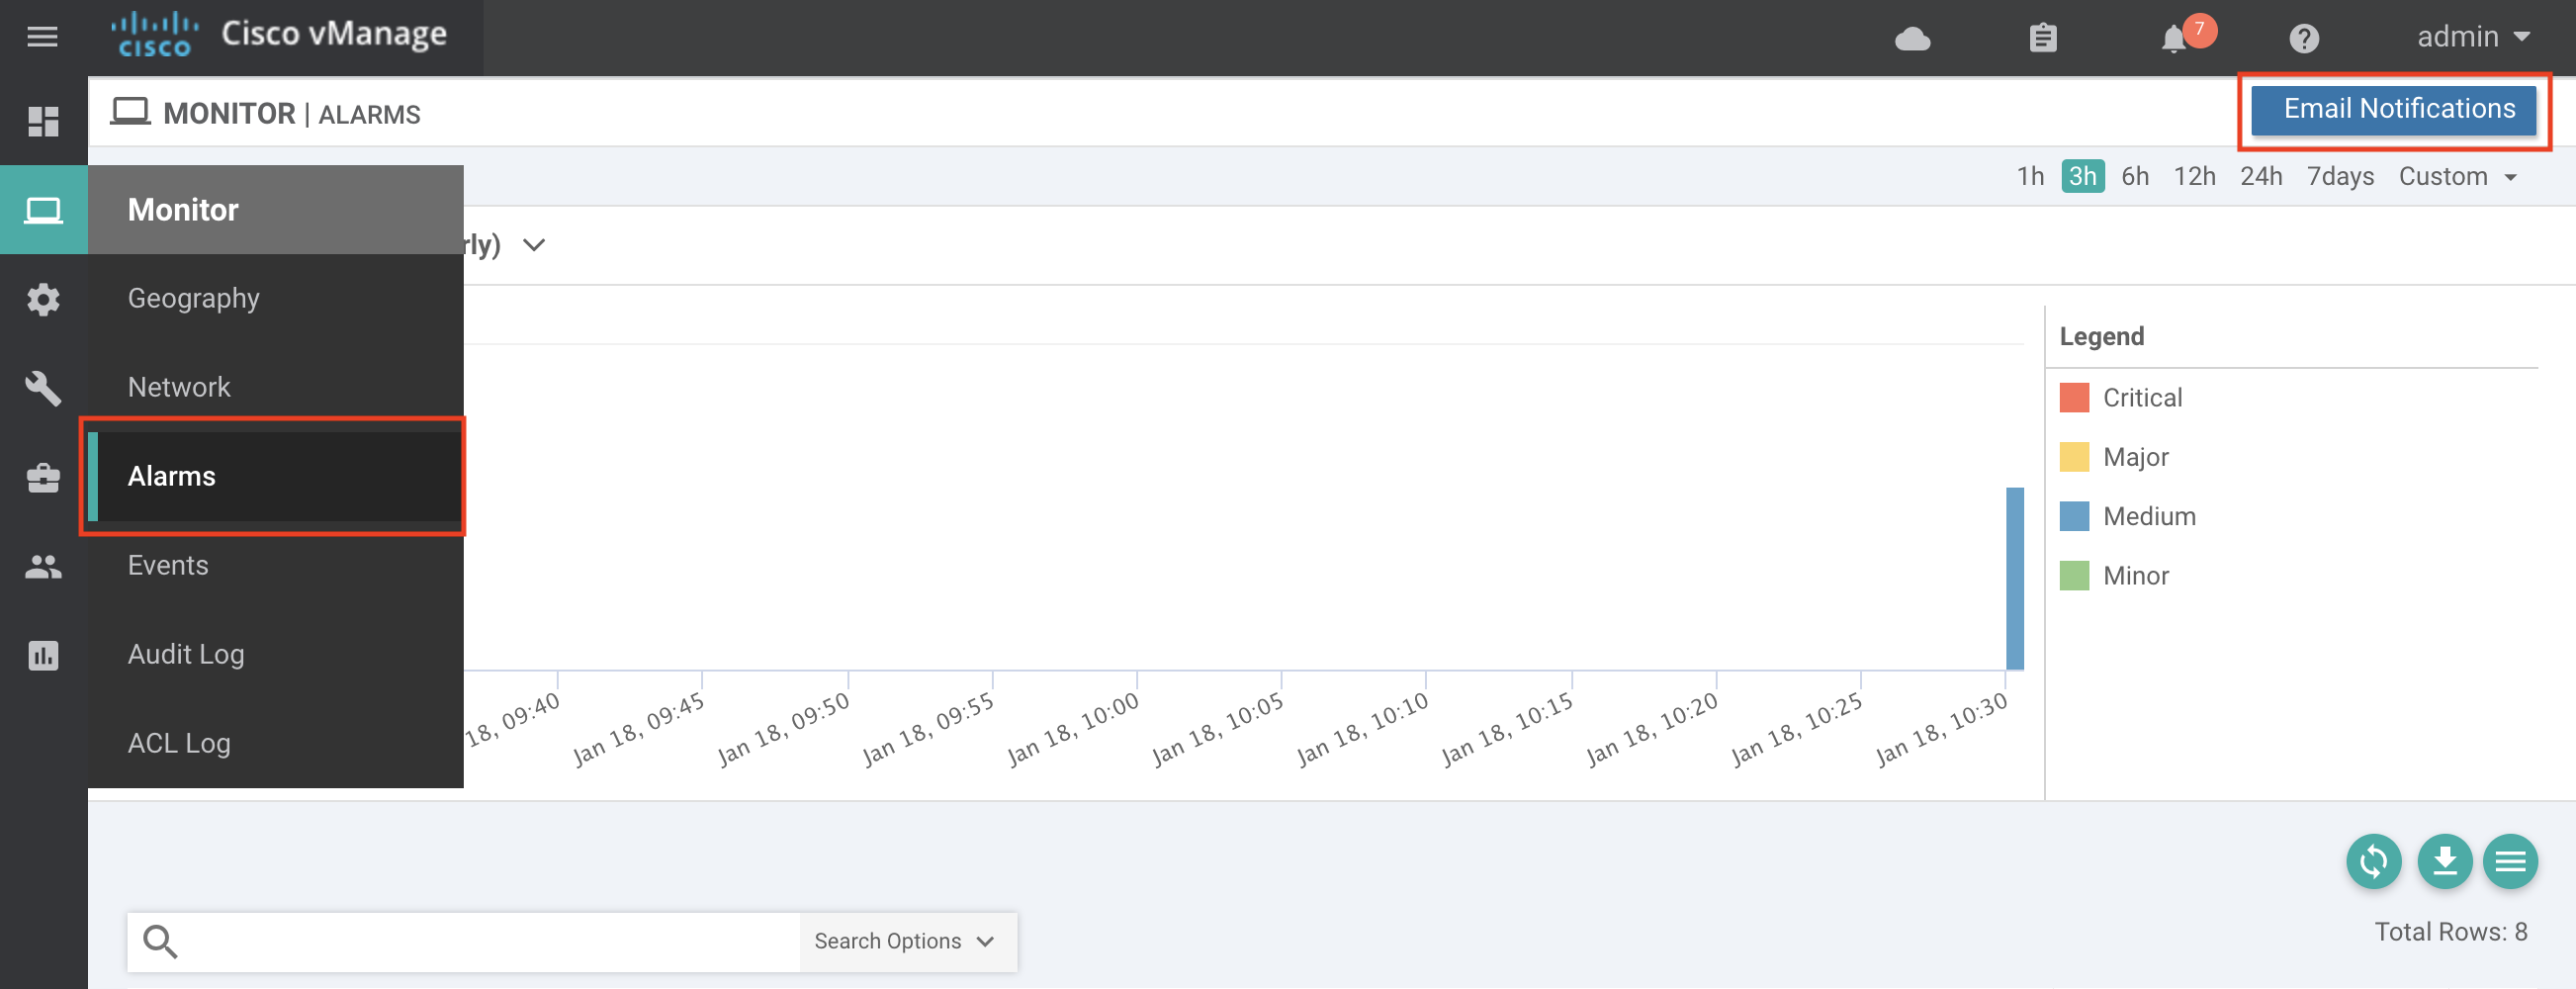 CISCO
Cisco vManage
7
admin
MONITOR | ALARMS
Email Notifications
1h 3h 6h 12h 24h 7days Custom
Monitor
rly)
Geography
Network
Alarms
Events
Audit Log
ACL Log
Legend
Critical
Major
Medium
Minor
18, 09:40
Jan 18, 09:45
Jan 18, 09:50
Jan 18, 09:55
Jan 18, 10:00
Jan 18, 10:05
Jan 18, 10:10
Jan 18, 10:15
Jan 18, 10:20
Jan 18, 10:25
Jan 18, 10:30
Search Options
Total Rows: 8